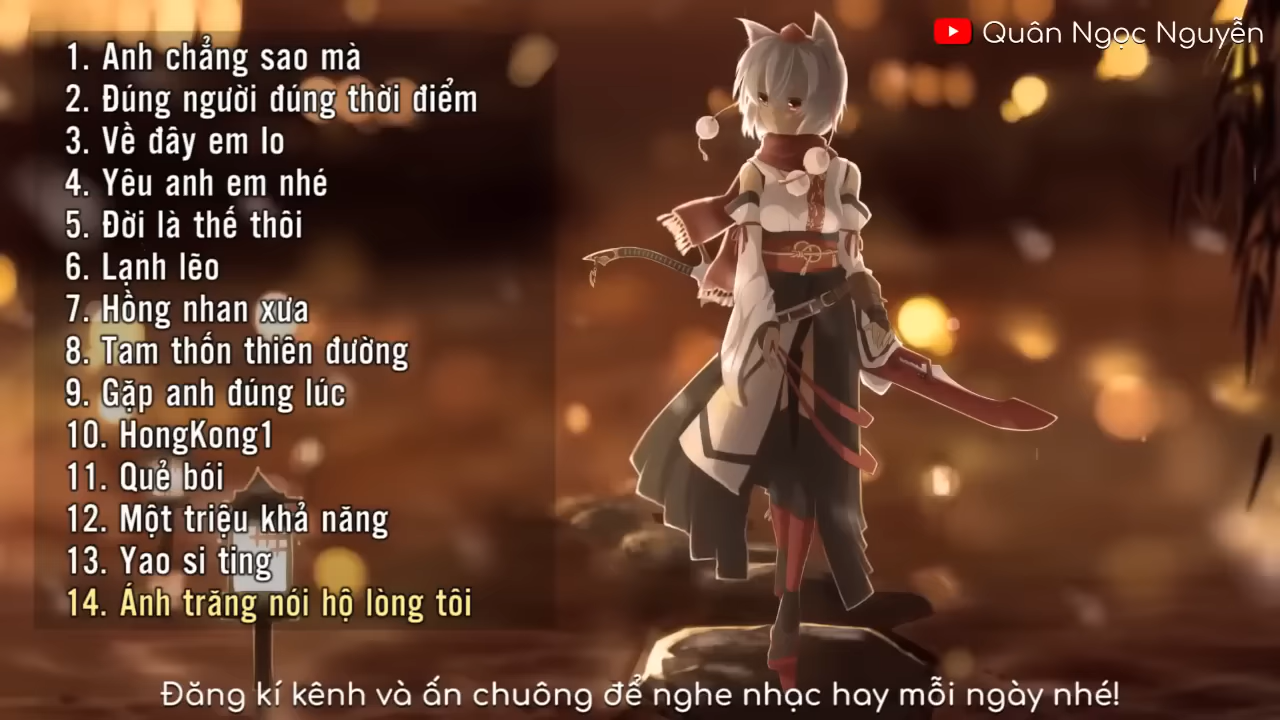 Quân Ngọc Nguyễn
1. Anh chẳng sao mà
2. Đúng người đúng thời điểm
3. Về đây em lo
4. Yêu anh em nhé
5. Đời là thế thôi
6. Lạnh lẽo
7. Hồng nhan xưa
8. Tam thốn thiên đường
9. Gặp anh đúng lúc
10. HongKong1
11. Quẻ bói
12. Một triệu khả năng
13. Yao si ting
14. Ánh trăng nói hộ lòng tôi
Đăng kí kênh và ấn chuông để nghe nhạc hay mỗi ngày nhé!